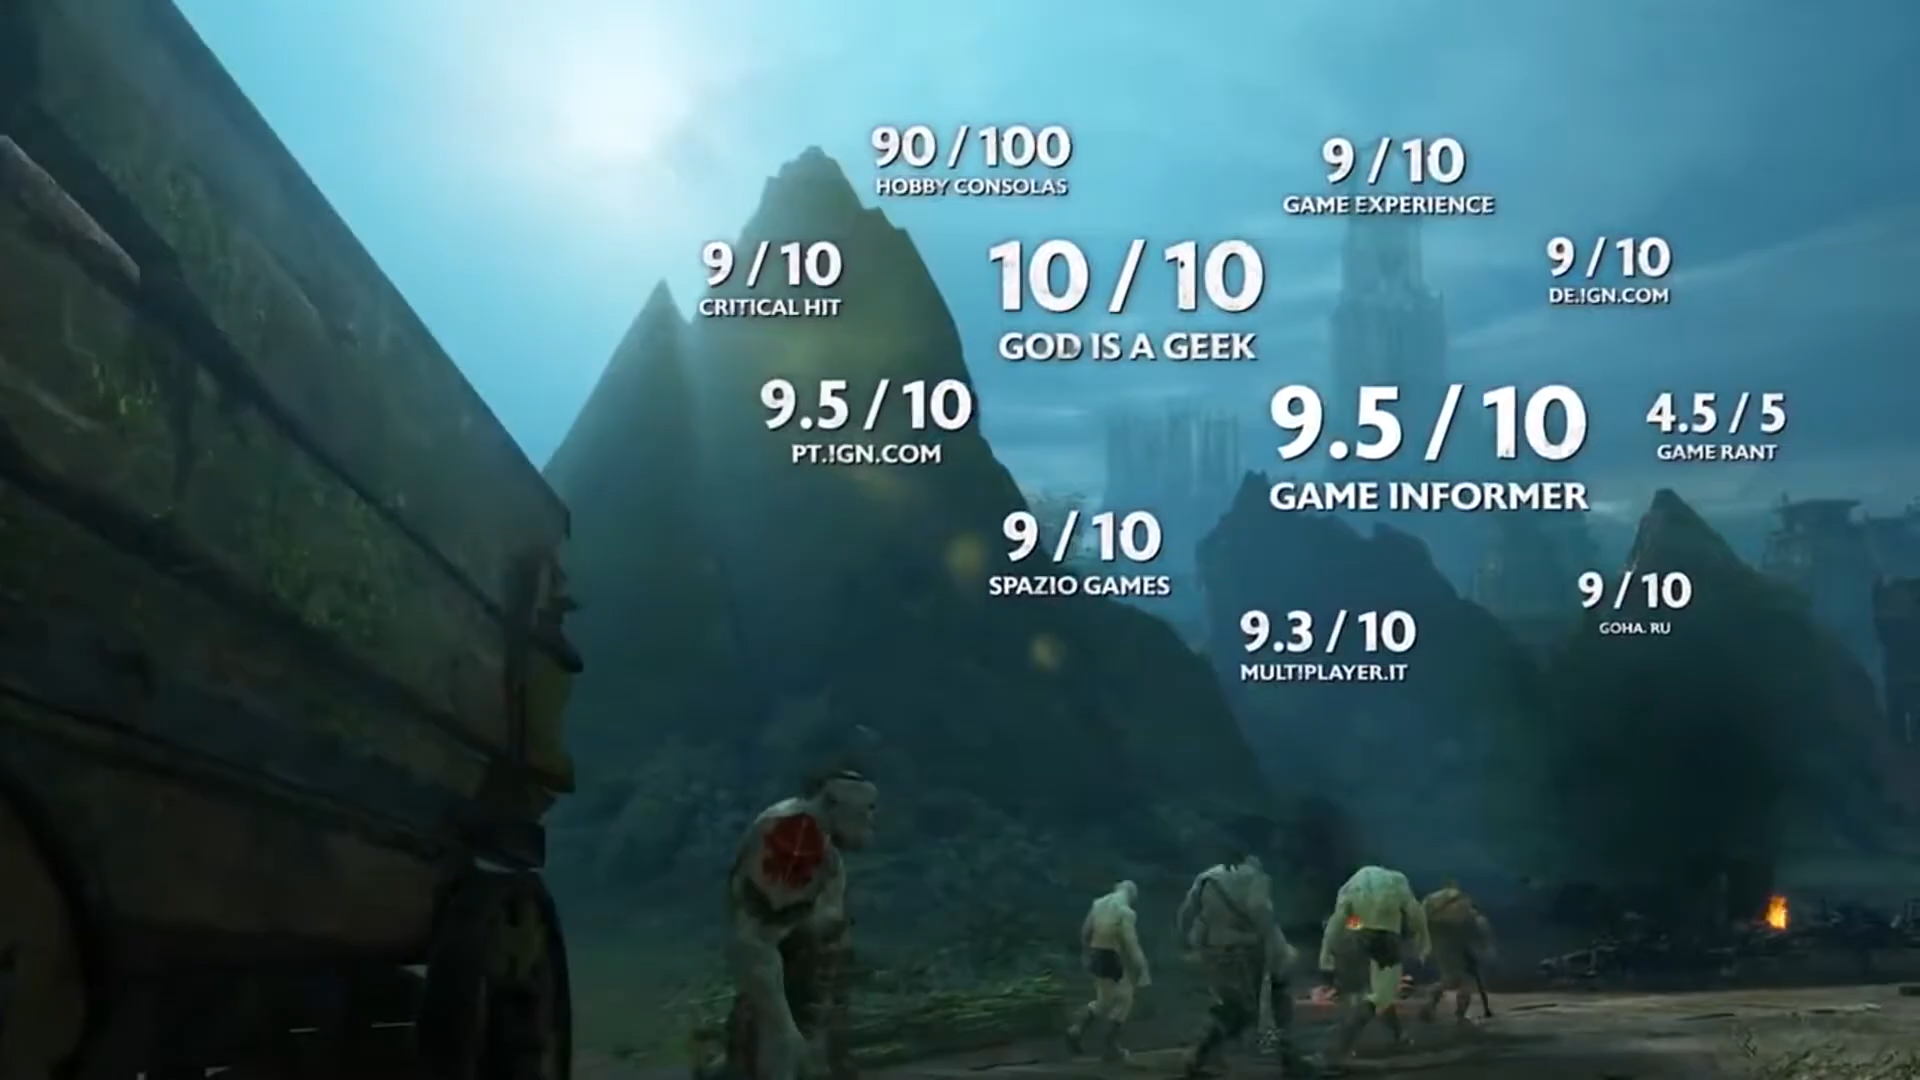 90 / 100
HOBBY CONSOLAS
9 / 10
GAME EXPERIENCE
9 / 10
CRITICAL HIT
10 / 10
GOD IS A GEEK
9 / 10
DE.IGN.COM
9.5 / 10
PT.IGN.COM
9.5 / 10
GAME INFORMER
4.5 / 5
GAME RANT
9 / 10
SPAZIO GAMES
9.3 / 10
MULTIPLAYER.IT
9 / 10
GOHA. RU